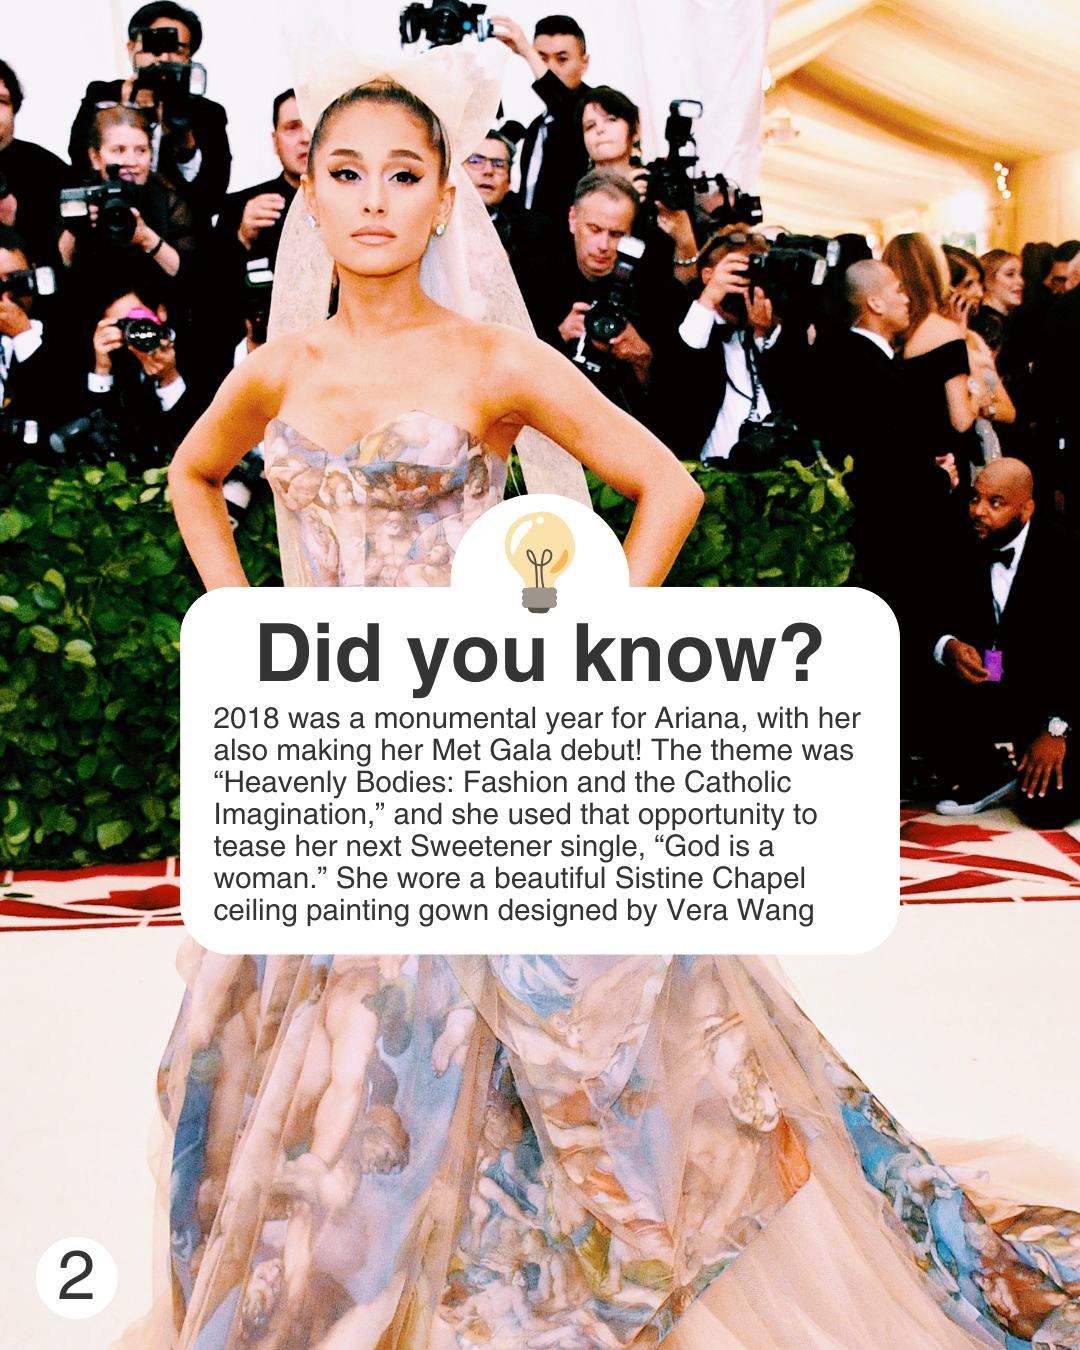 Did you know?
2018 was a monumental year for Ariana, with her
also making her Met Gala debut! The theme was
“Heavenly Bodies: Fashion and the Catholic
Imagination,” and she used that opportunity to
tease her next Sweetener single, “God is a
woman.” She wore a beautiful Sistine Chapel
ceiling painting gown designed by Vera Wang
2